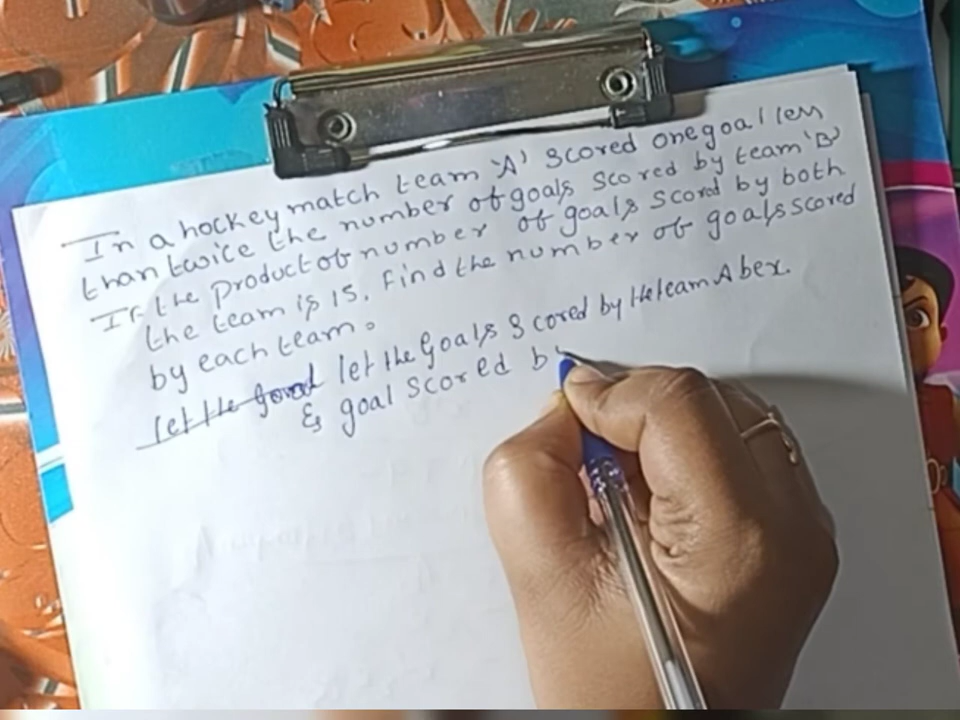 In a hockey match team 'A' scored one goal less
than twice the number of goals scored by team 'B'
If the product of number of goals scored by both
the team is 15. Find the number of goals scored
by each team.
let the good let the Goals Scored by the team A be x.
& goal scored by